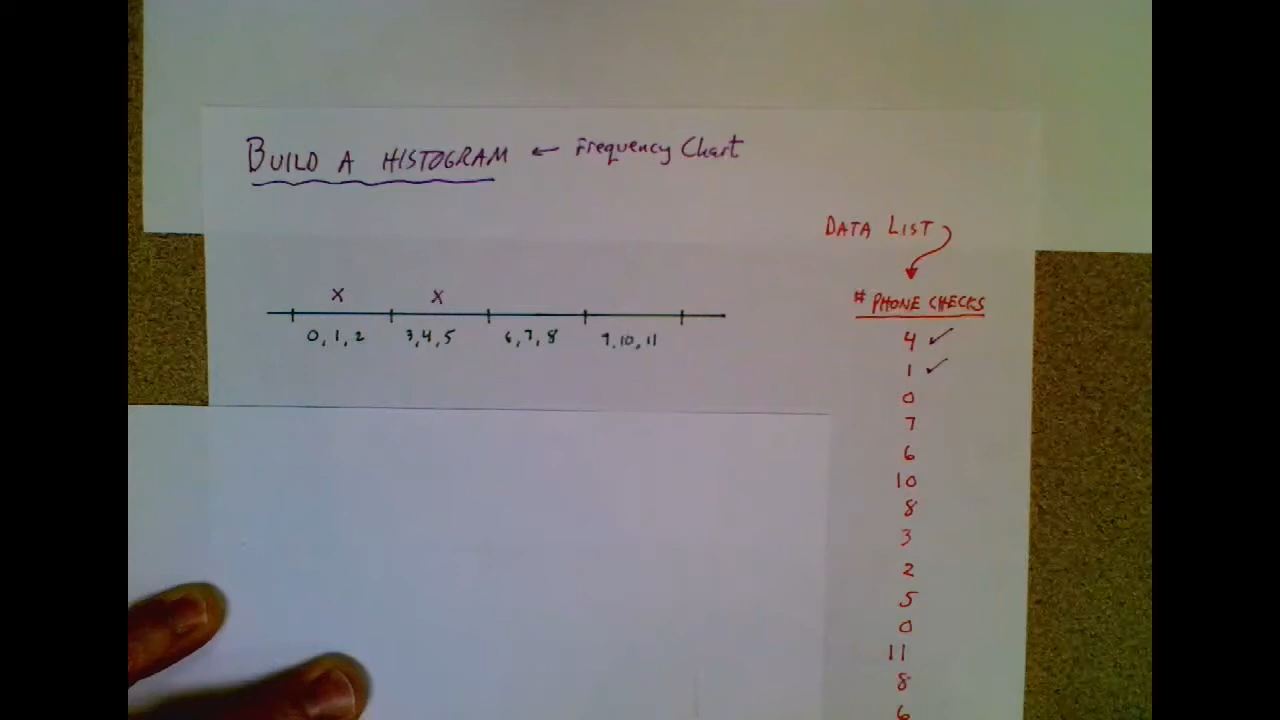 BUILD A HISTOGRAM ← Frequency Chart
DATA LIST
# PHONE CHECKS
X X
0, 1, 2 3, 4, 5 6, 7, 8 9, 10, 11
4 ✓
1 ✓
0
7
6
10
8
3
2
5
0
11
8
6